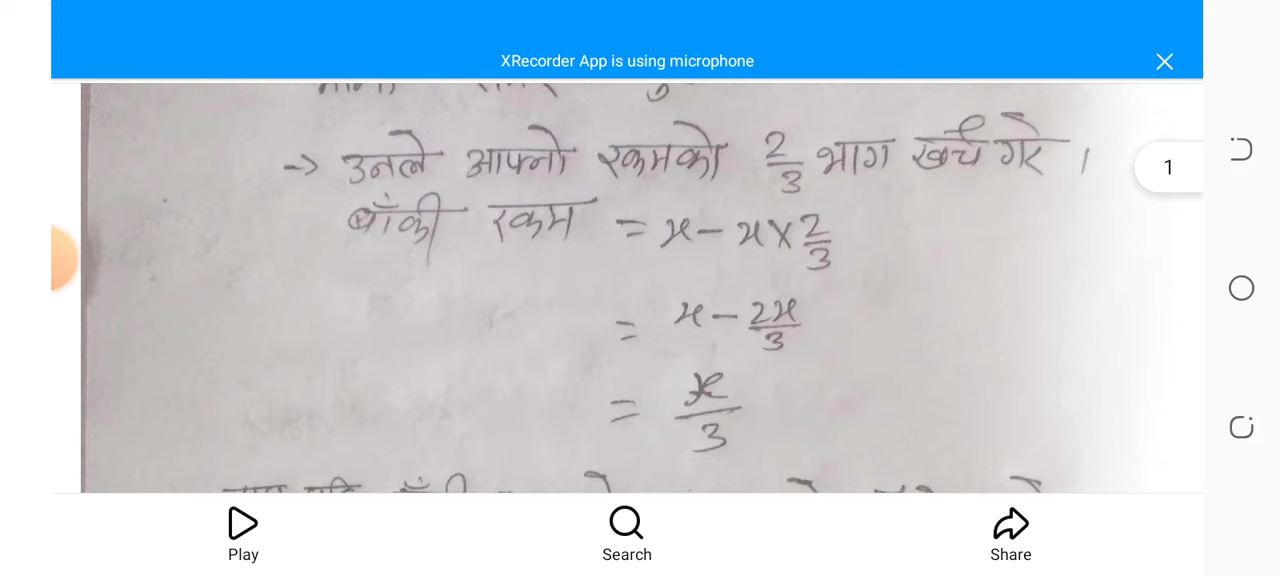 XRecorder App is using microphone
→ उनले आफ्नो रकमको 2/3 भाग खर्च गरे ।
1
बाँकी रकम = x - x × 2/3
= x - 2x/3
= x/3
Play
Search
Share